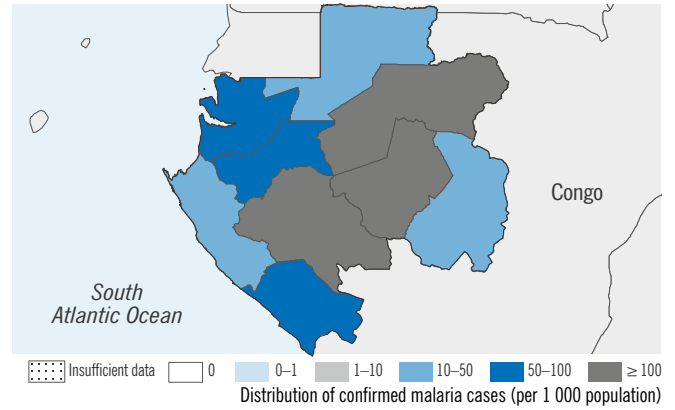 Congo
South
Atlantic Ocean
Insufficient data 0 0–1 1–10 10–50 50–100 ≥ 100
Distribution of confirmed malaria cases (per 1 000 population)